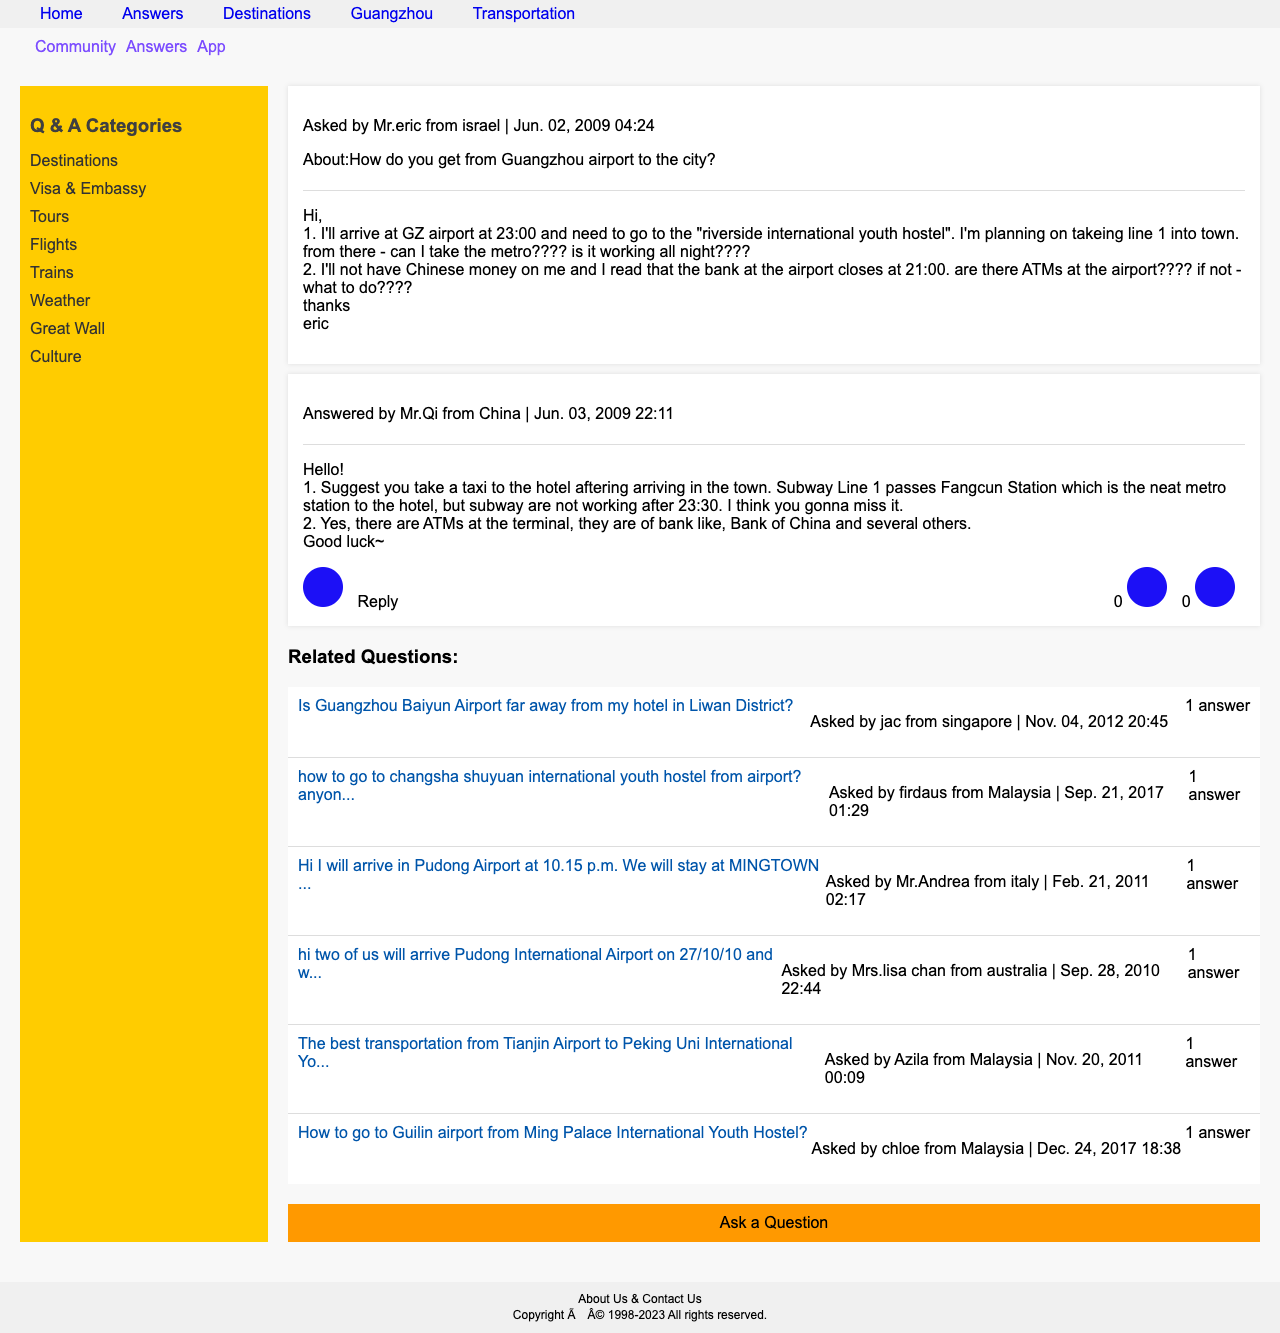 Home Answers Destinations Guangzhou Transportation
Community Answers App
Q & A Categories
Destinations
Visa & Embassy
Tours
Flights
Trains
Weather
Great Wall
Culture
Asked by Mr.eric from israel | Jun. 02, 2009 04:24
About:How do you get from Guangzhou airport to the city?
Hi,
1. I'll arrive at GZ airport at 23:00 and need to go to the "riverside international youth hostel". I'm planning on takeing line 1 into town.
from there - can I take the metro???? is it working all night????
2. I'll not have Chinese money on me and I read that the bank at the airport closes at 21:00. are there ATMs at the airport???? if not -
what to do????
thanks
eric
Answered by Mr.Qi from China | Jun. 03, 2009 22:11
Hello!
1. Suggest you take a taxi to the hotel aftering arriving in the town. Subway Line 1 passes Fangcun Station which is the neat metro
station to the hotel, but subway are not working after 23:30. I think you gonna miss it.
2. Yes, there are ATMs at the terminal, they are of bank like, Bank of China and several others.
Good luck~
Reply 0 0
Related Questions:
Is Guangzhou Baiyun Airport far away from my hotel in Liwan District?
Asked by jac from singapore | Nov. 04, 2012 20:45
1 answer
how to go to changsha shuyuan international youth hostel from airport?
anyon...
Asked by firdaus from Malaysia | Sep. 21, 2017
01:29
1
answer
Hi I will arrive in Pudong Airport at 10.15 p.m. We will stay at MINGTOWN
...
Asked by Mr.Andrea from italy | Feb. 21, 2011
02:17
1
answer
hi two of us will arrive Pudong International Airport on 27/10/10 and
w...
Asked by Mrs.lisa chan from australia | Sep. 28, 2010
22:44
1
answer
The best transportation from Tianjin Airport to Peking Uni International
Yo...
Asked by Azila from Malaysia | Nov. 20, 2011
00:09
1
answer
How to go to Guilin airport from Ming Palace International Youth Hostel?
Asked by chloe from Malaysia | Dec. 24, 2017 18:38
1 answer
Ask a Question
About Us & Contact Us
Copyright Ã Â© 1998-2023 All rights reserved.